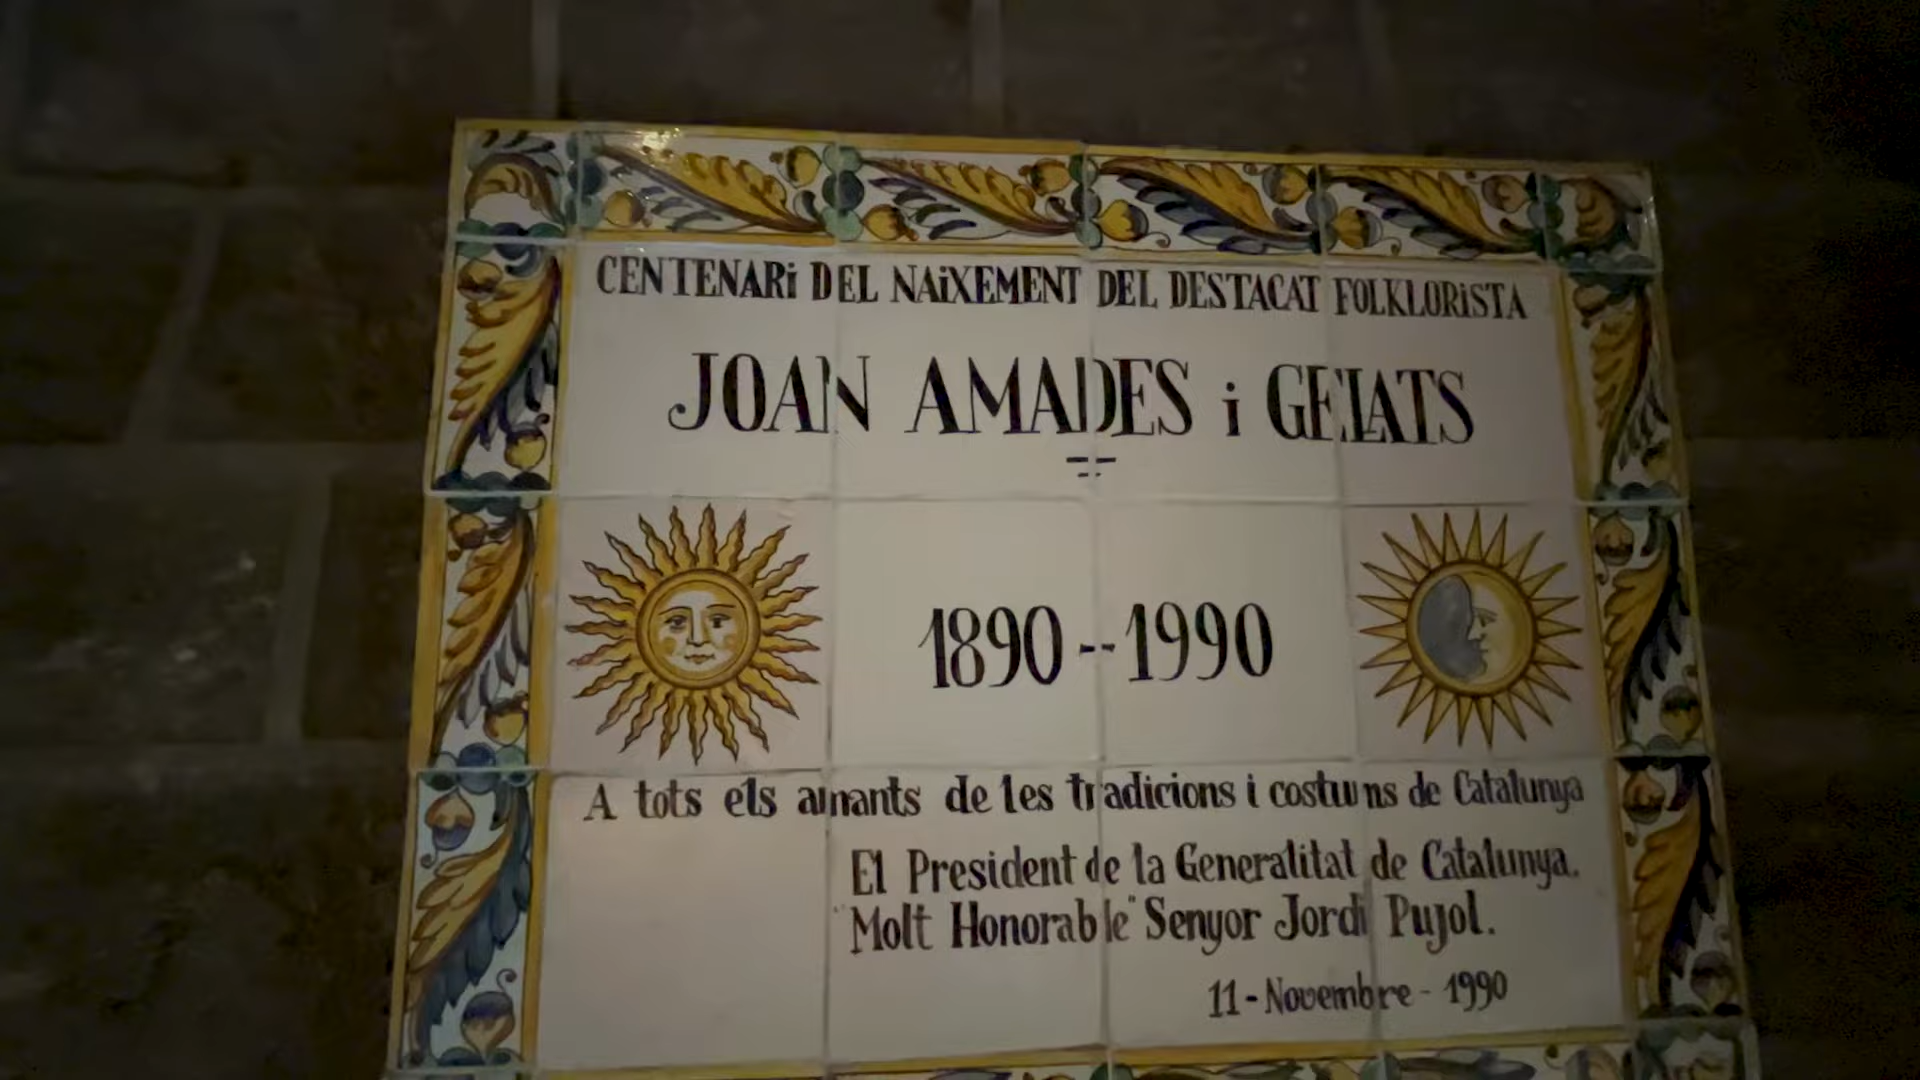 CENTENARi DEL NAiXEMENT DEL DESTACAT FOLKLORiSTA
JOAN AMADES i GELATS
1890--1990
A tots els amants de les tradicions i costums de Catalunya
El President de la Generalitat de Catalunya.
"Molt Honorable" Senyor Jordi Pujol.
11-Novembre-1990